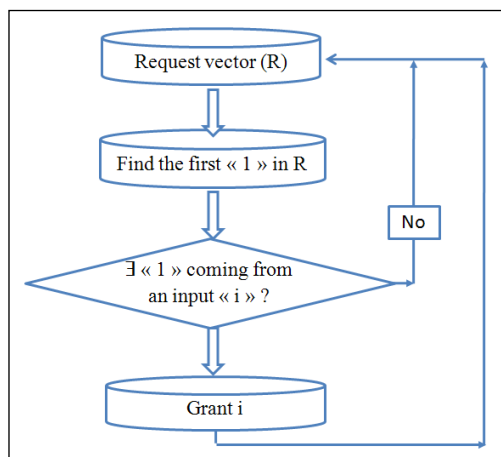 Request vector (R)
Find the first « 1 » in R
∃ « 1 » coming from
an input « i » ?
No
Grant i